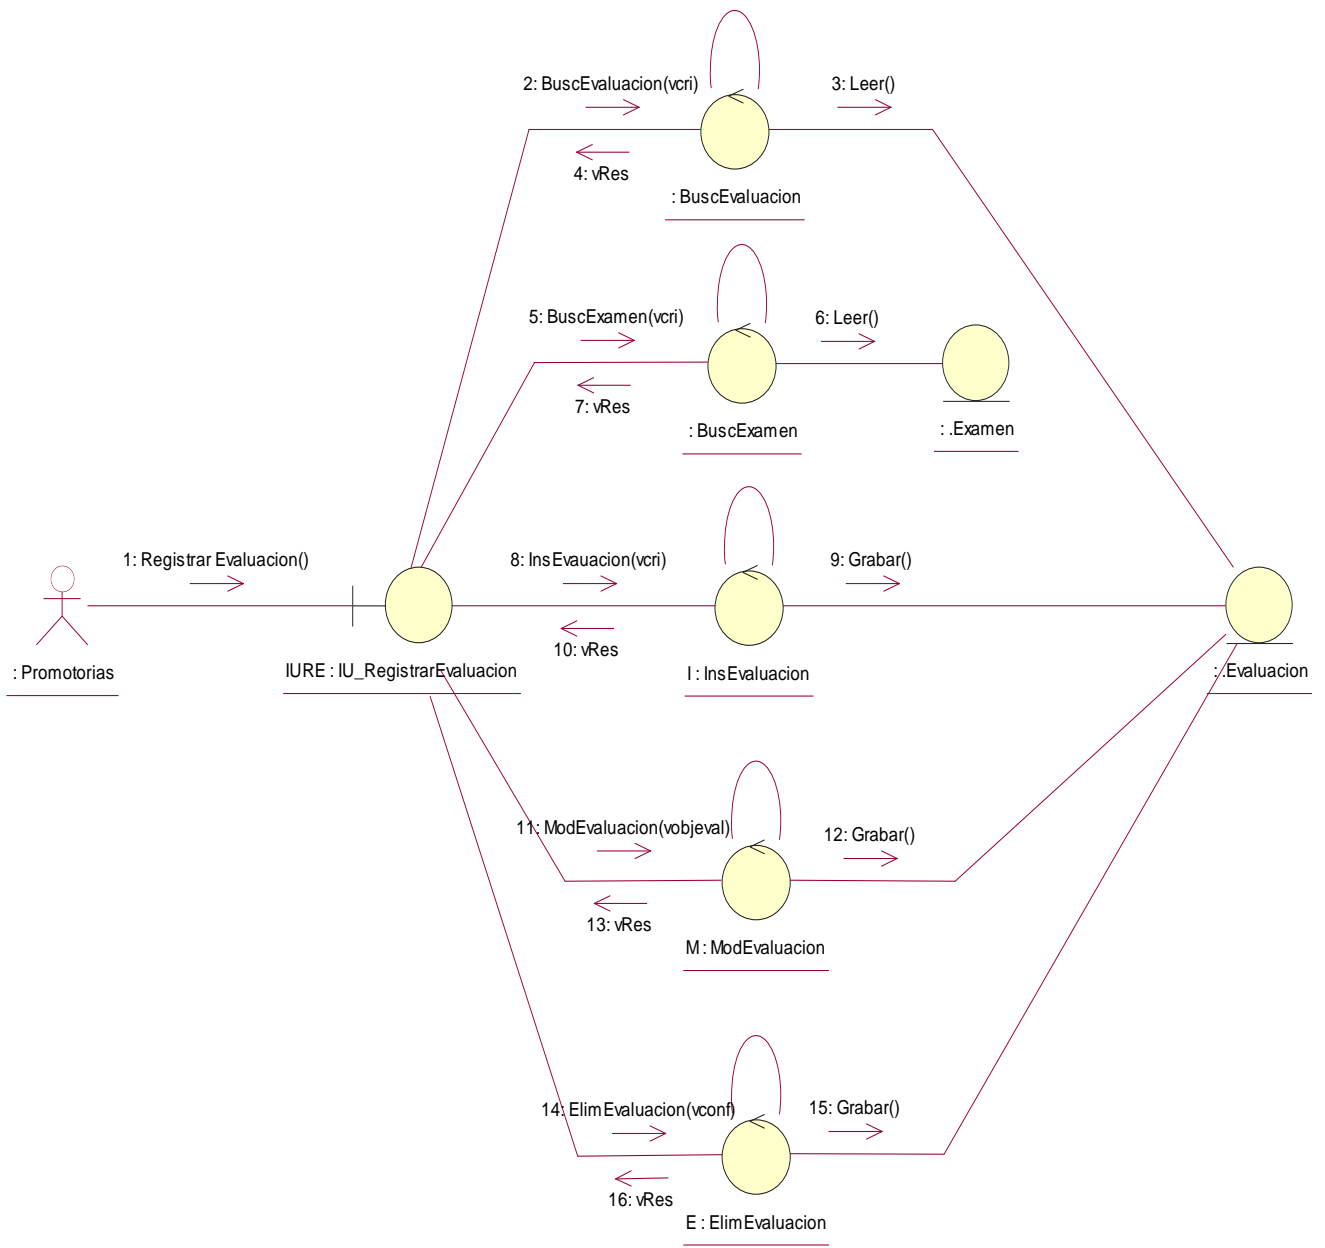 2: BuscEvaluacion(vcri)
3: Leer()
4: vRes
: BuscEvaluacion
5: BuscExamen(vcri)
6: Leer()
7: vRes
: BuscExamen
: .Examen
1: Registrar Evaluacion()
8: InsEvauacion(vcri)
9: Grabar()
10: vRes
: Promotorias
IURE : IU_RegistrarEvaluacion
I : InsEvaluacion
: .Evaluacion
11: ModEvaluacion(vobjeval)
12: Grabar()
13: vRes
M : ModEvaluacion
14: ElimEvaluacion(vconf)
15: Grabar()
16: vRes
E : ElimEvaluacion